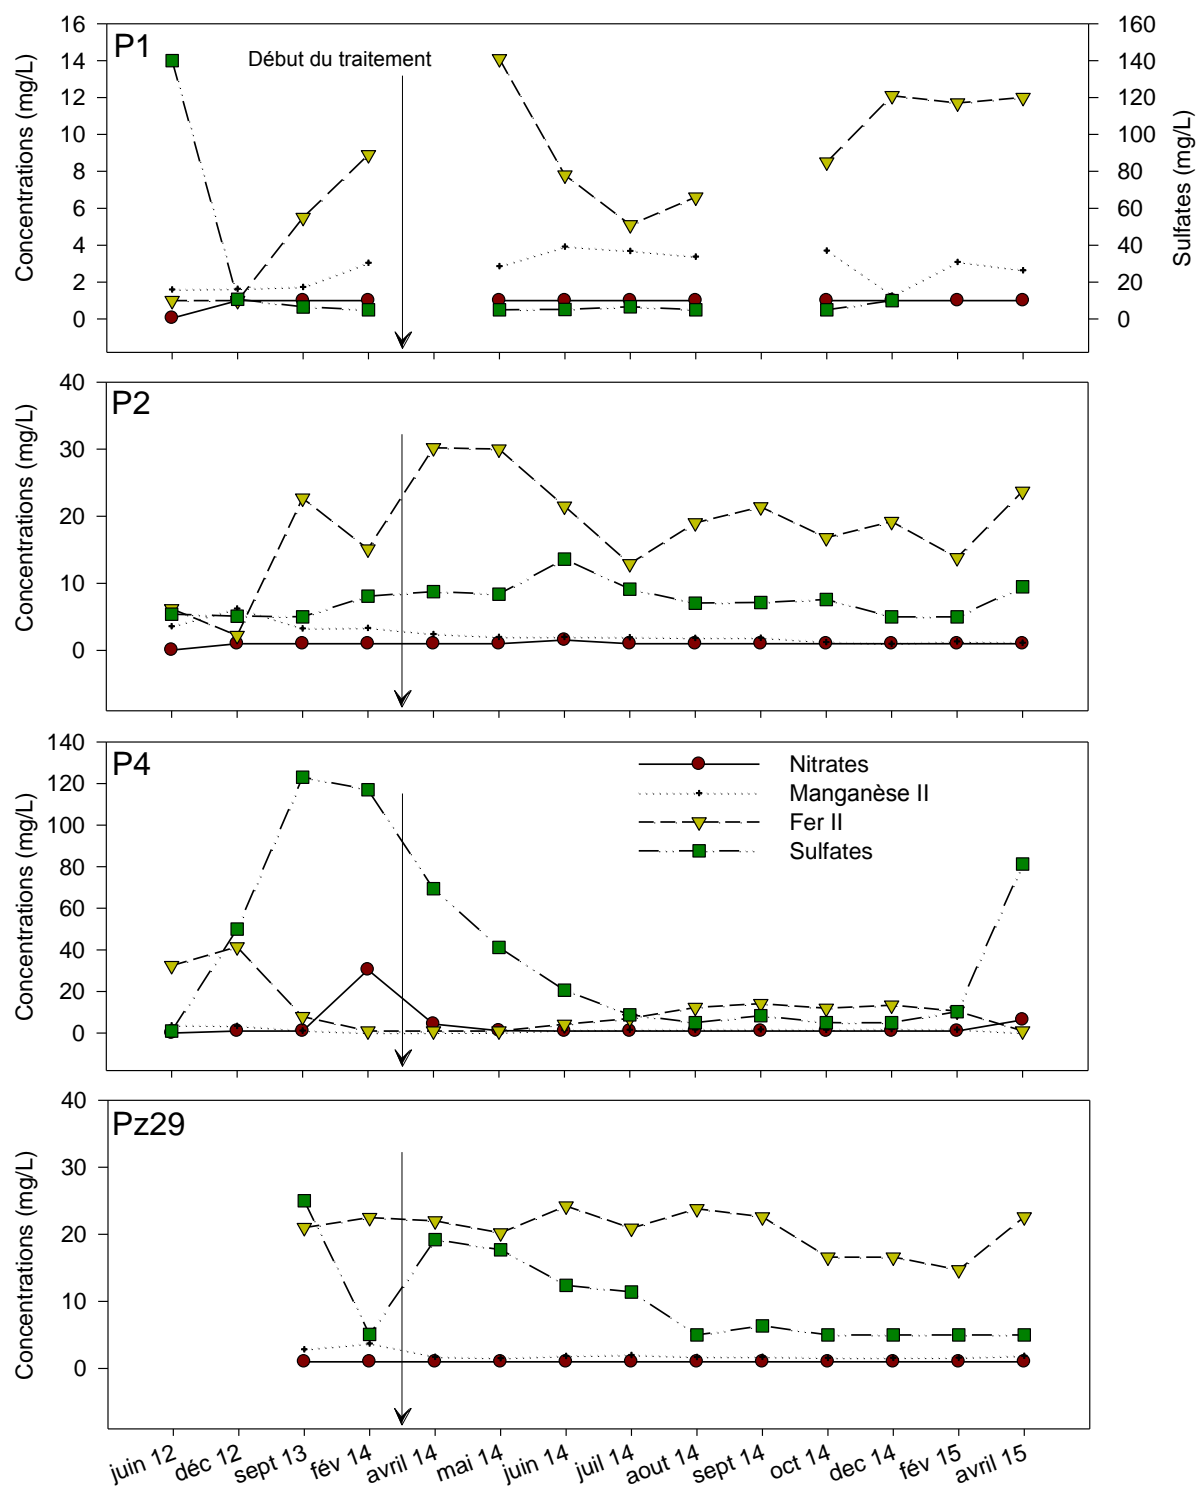 P1
Début du traitement
Concentrations (mg/L)
16
14
12
10
8
6
4
2
0
160
140
120
100
80
60
40
20
0
Sulfates (mg/L)
P2
Concentrations (mg/L)
40
30
20
10
0
P4
Concentrations (mg/L)
140
120
100
80
60
40
20
0
Nitrates
Manganèse II
Fer II
Sulfates
Pz29
Concentrations (mg/L)
40
30
20
10
0
juin 12
déc 12
sept 13
fév 14
avril 14
mai 14
juin 14
juil 14
aout 14
sept 14
oct 14
dec 14
fév 15
avril 15